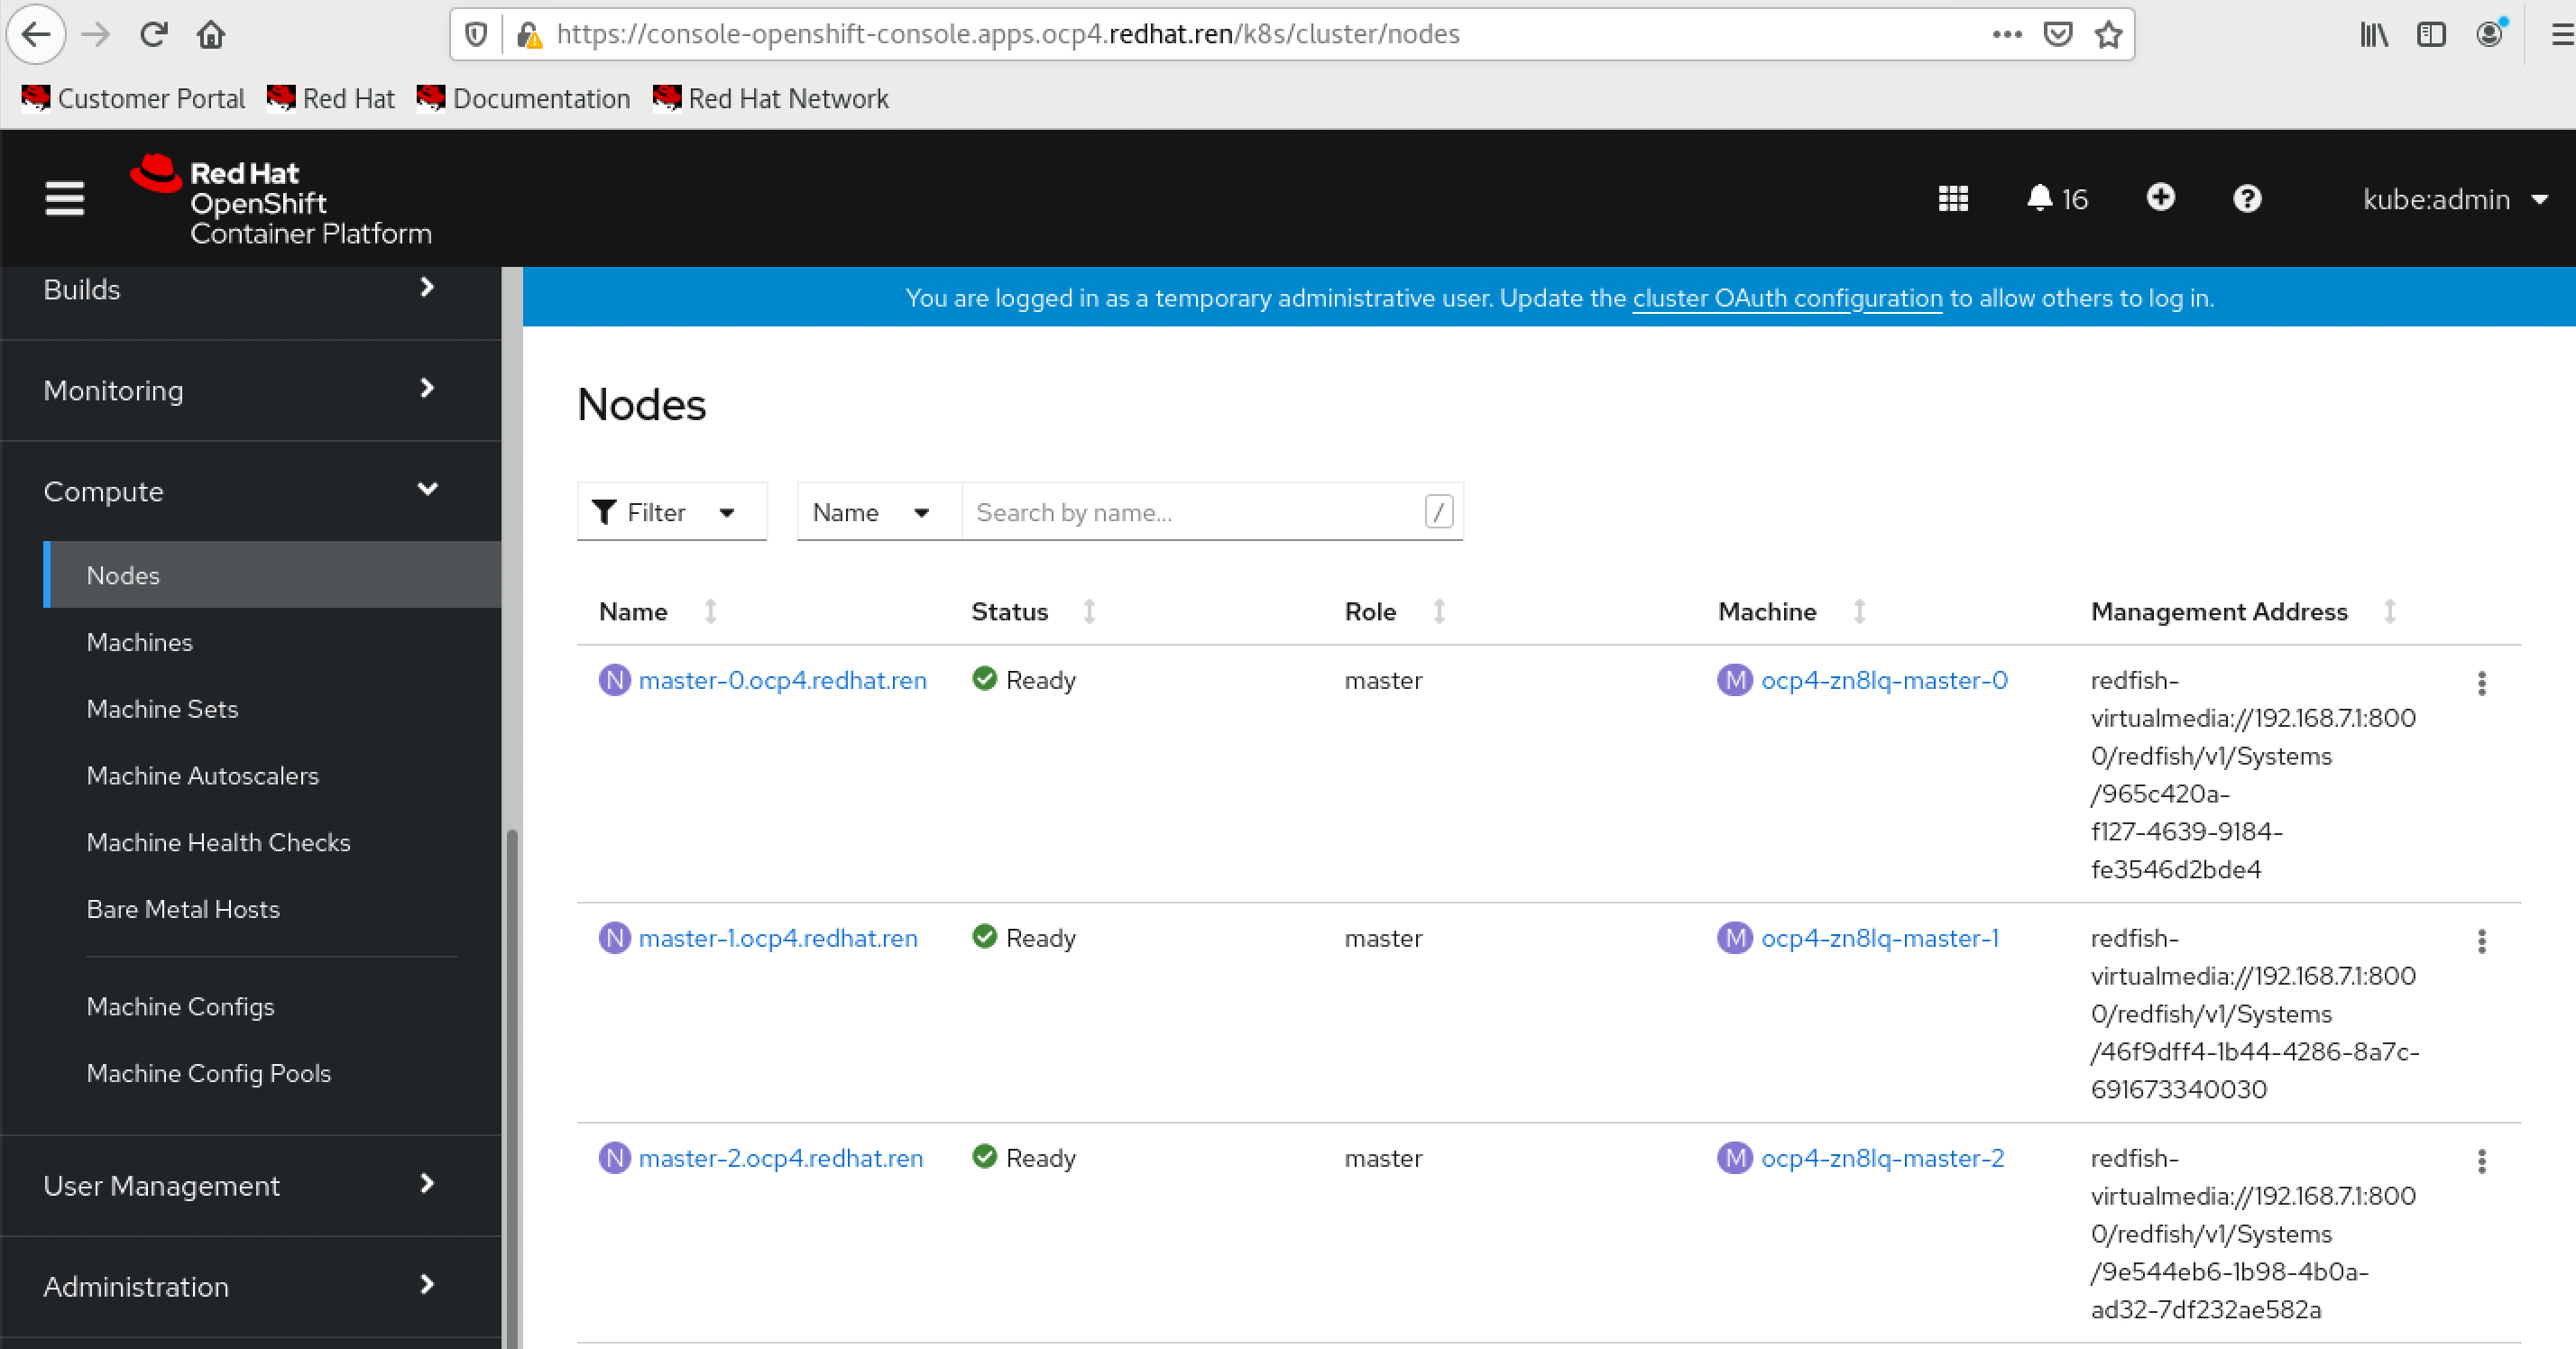 https://console-openshift-console.apps.ocp4.redhat.ren/k8s/cluster/nodes
Customer Portal Red Hat Documentation Red Hat Network
Red Hat
OpenShift
Container Platform
16
kube:admin
Builds
Monitoring
Compute
Nodes
Machines
Machine Sets
Machine Autoscalers
Machine Health Checks
Bare Metal Hosts
Machine Configs
Machine Config Pools
User Management
Administration
You are logged in as a temporary administrative user. Update the cluster OAuth configuration to allow others to log in.
Nodes
Filter Name Search by name... /
Name Status Role Machine Management Address
N master-0.ocp4.redhat.ren Ready master M ocp4-zn8lq-master-0 redfish-
virtualmedia://192.168.7.1:800
0/redfish/v1/Systems
/965c420a-
f127-4639-9184-
fe3546d2bde4
N master-1.ocp4.redhat.ren Ready master M ocp4-zn8lq-master-1 redfish-
virtualmedia://192.168.7.1:800
0/redfish/v1/Systems
/46f9dff4-1b44-4286-8a7c-
691673340030
N master-2.ocp4.redhat.ren Ready master M ocp4-zn8lq-master-2 redfish-
virtualmedia://192.168.7.1:800
0/redfish/v1/Systems
/9e544eb6-1b98-4b0a-
ad32-7df232ae582a